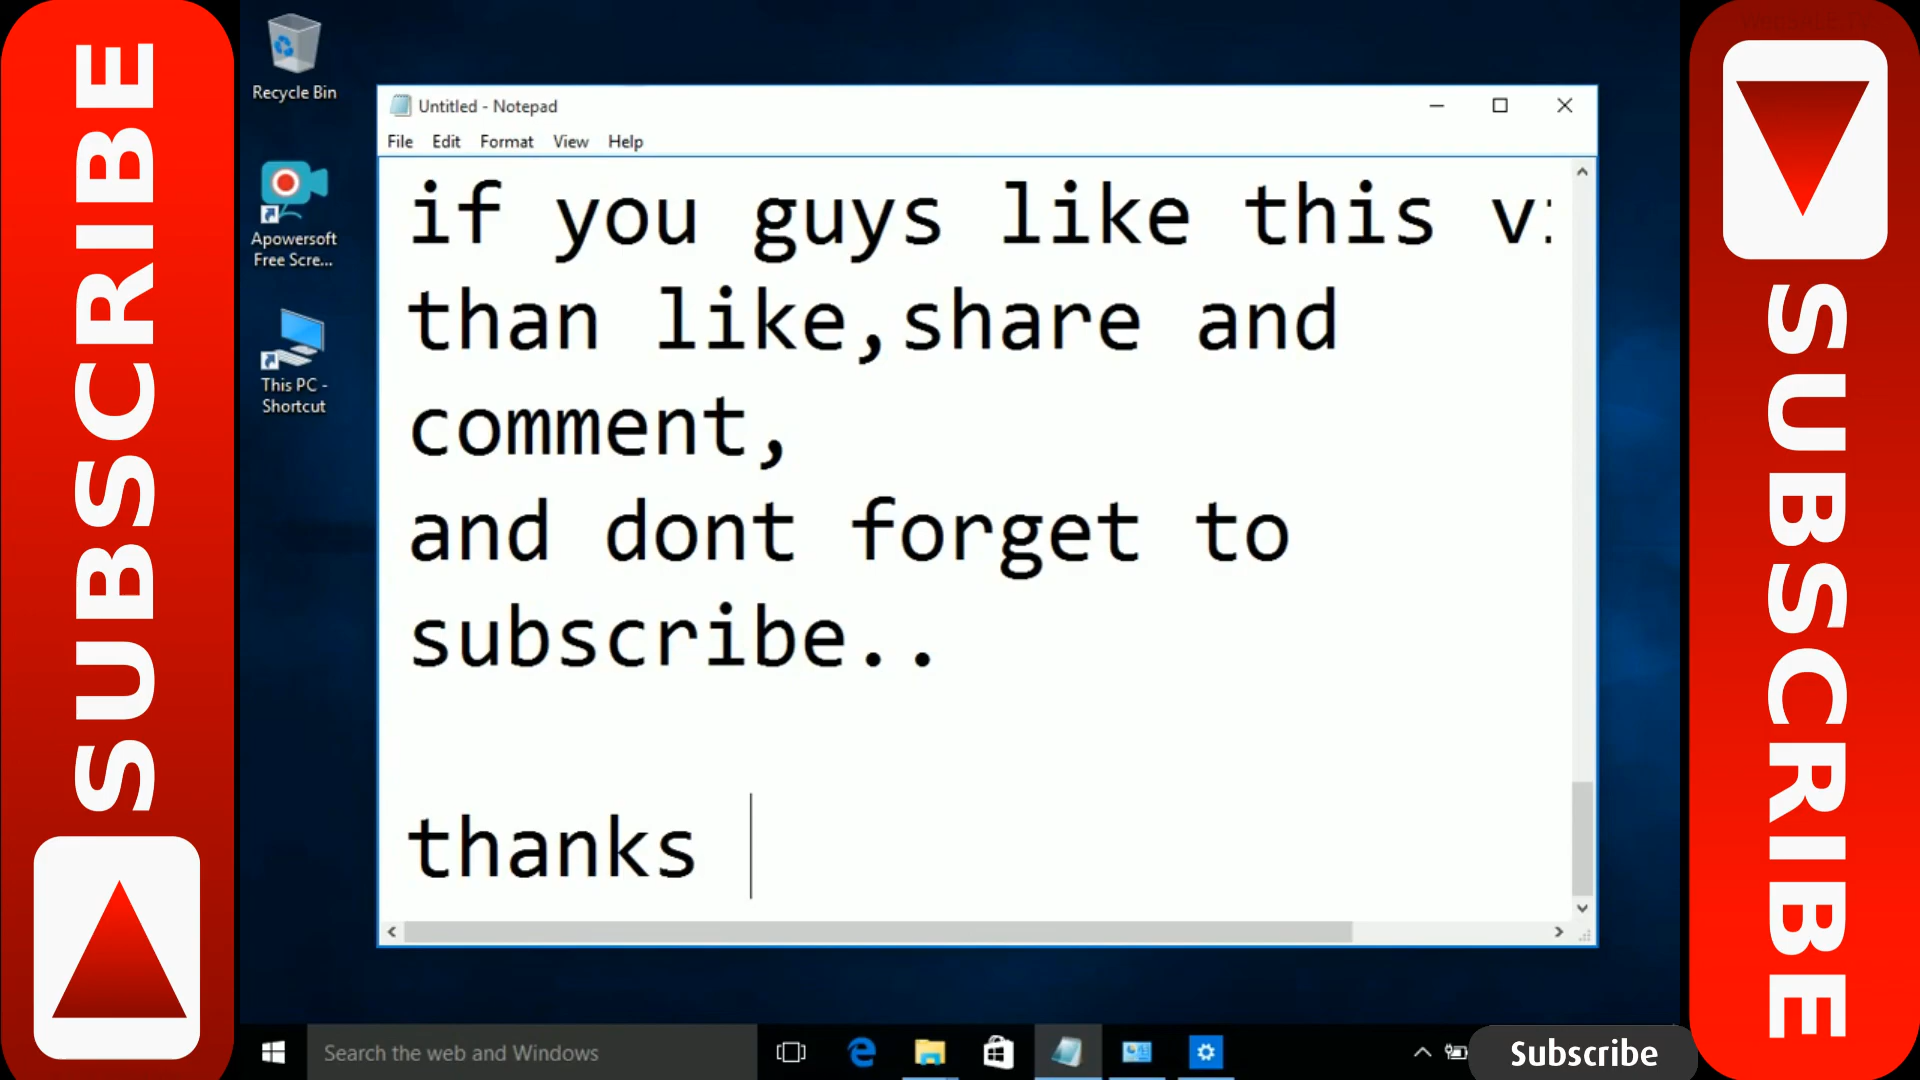 SUBSCRIBE
Recycle Bin
Apowersoft
Free Scre...
This PC -
Shortcut
Untitled - Notepad
File Edit Format View Help
if you guys like this
than like,share and
comment,
and dont forget to
subscribe..
thanks
Search the web and Windows
Subscribe
SUBSCRIBE